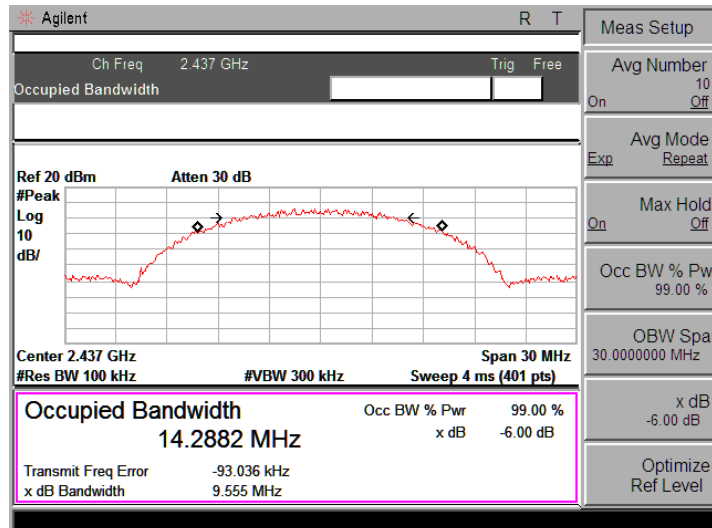 Agilent R T
Ch Freq 2.437 GHz Trig Free
Occupied Bandwidth
Ref 20 dBm Atten 30 dB
#Peak
Log
10
dB/
Center 2.437 GHz Span 30 MHz
#Res BW 100 kHz #VBW 300 kHz Sweep 4 ms (401 pts)
Occupied Bandwidth Occ BW % Pwr 99.00 %
14.2882 MHz x dB -6.00 dB
Transmit Freq Error -93.036 kHz
x dB Bandwidth 9.555 MHz
Meas Setup
Avg Number
10
On Off
Avg Mode
Exp Repeat
Max Hold
On Off
Occ BW % Pw
99.00 %
OBW Spa
30.0000000 MHz
x dB
-6.00 dB
Optimize
Ref Level